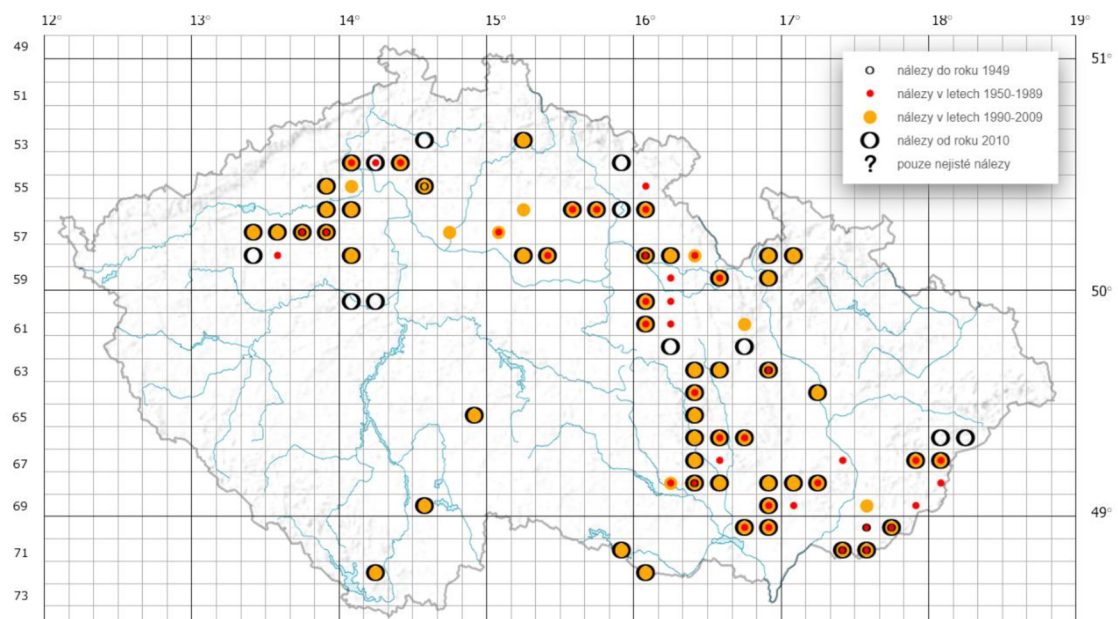 12° 13° 14° 15° 16° 17° 18° 19°
49
51°
nálezy do roku 1949
51
nálezy v letech 1950-1989
nálezy v letech 1990-2009
53
nálezy od roku 2010
? pouze nejisté nálezy
55
57
59
50°
61
63
65
67
69
49°
71
73